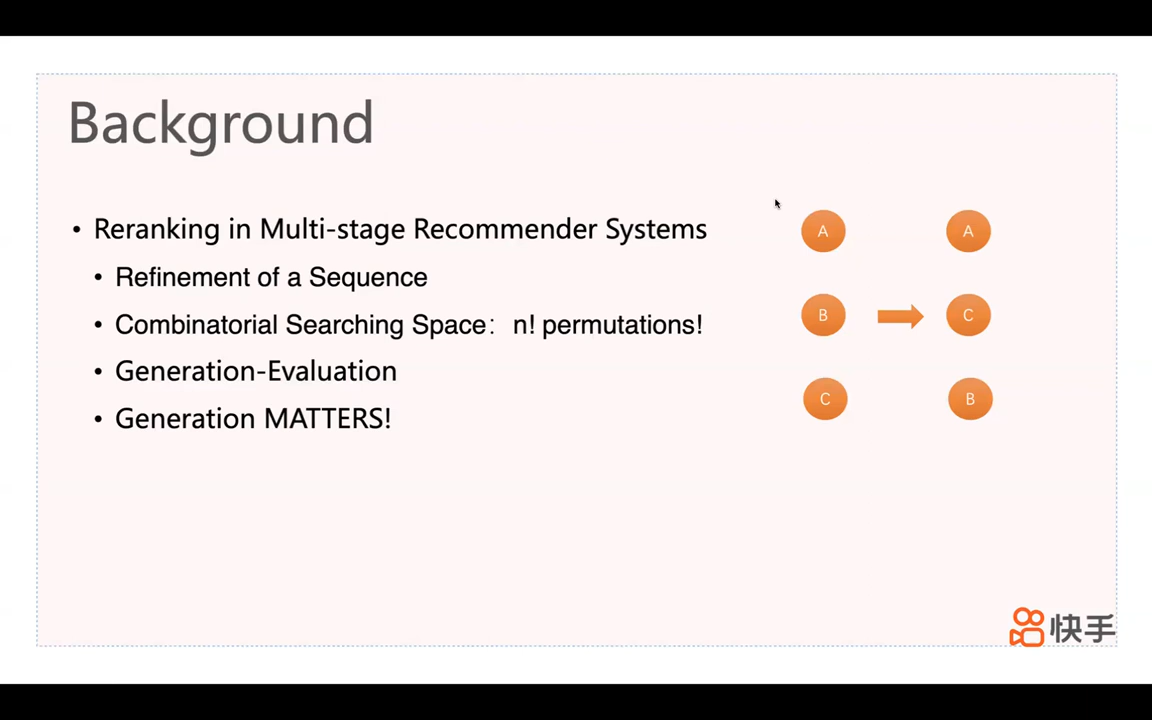 Background
• Reranking in Multi-stage Recommender Systems
• Refinement of a Sequence
• Combinatorial Searching Space： n! permutations!
• Generation-Evaluation
• Generation MATTERS!
A A
B C
C B
快手